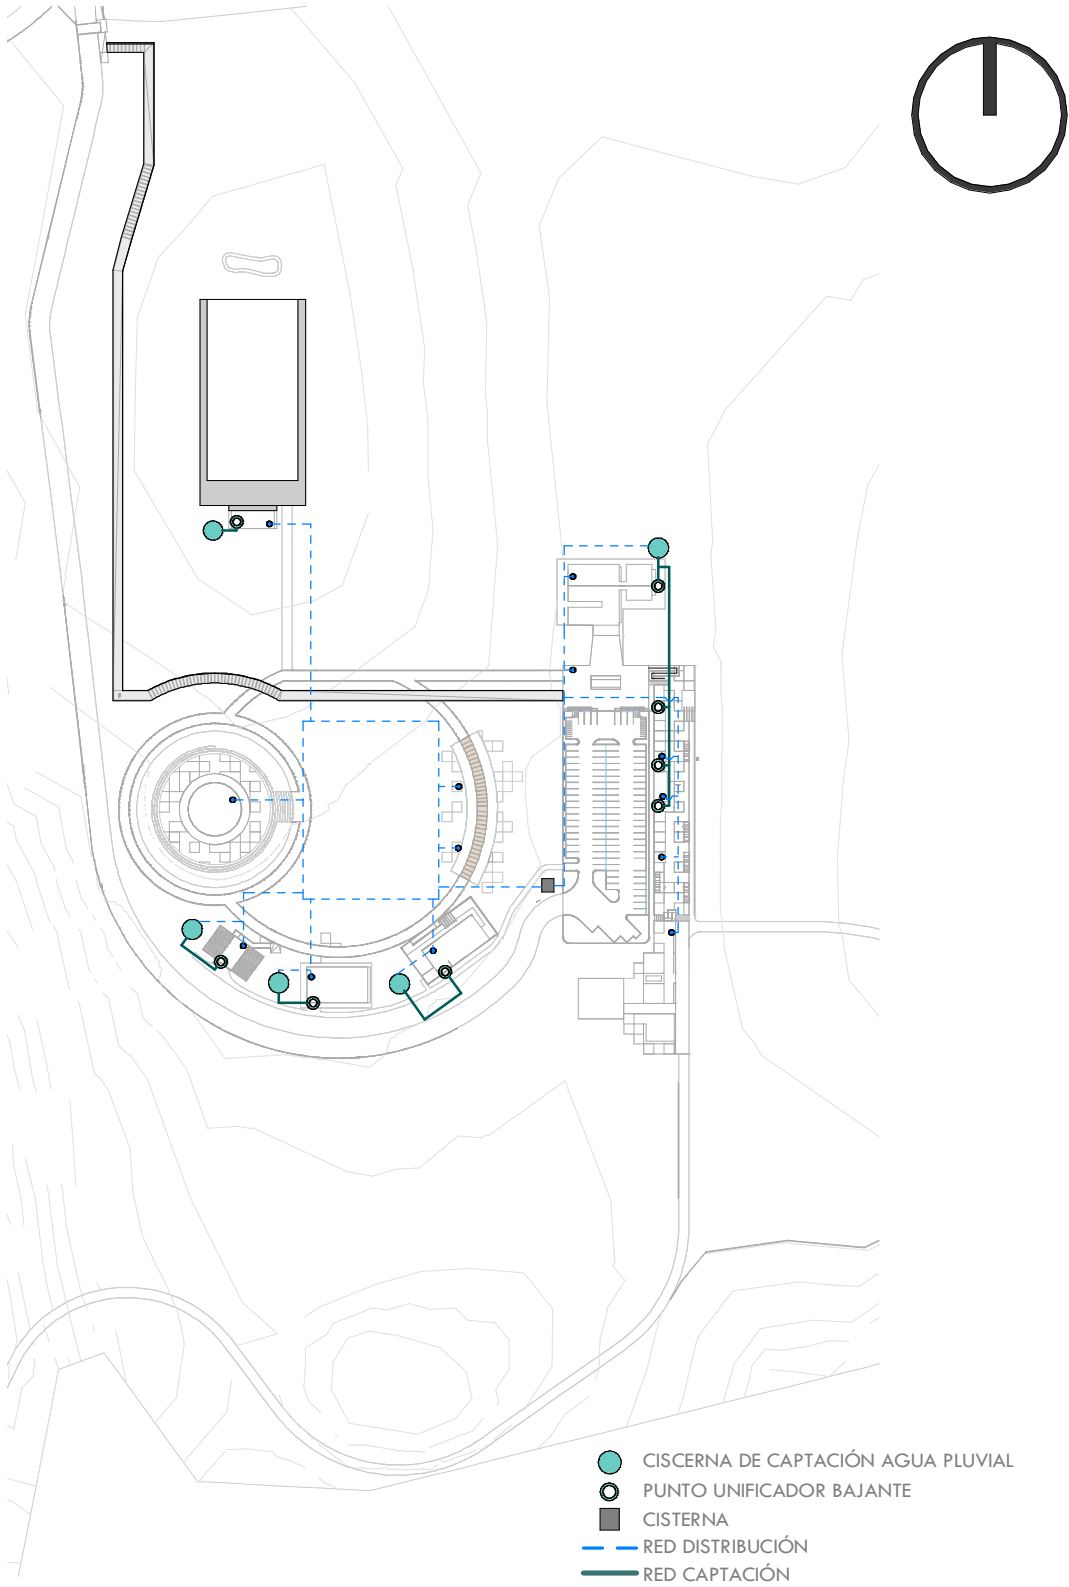 CISCERNA DE CAPTACIÓN AGUA PLUVIAL
PUNTO UNIFICADOR BAJANTE
CISTERNA
RED DISTRIBUCIÓN
RED CAPTACIÓN